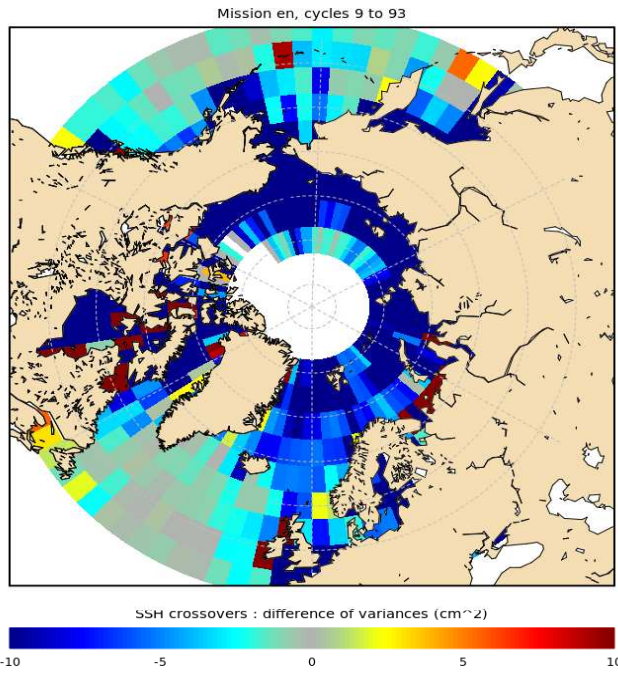 Mission en, cycles 9 to 93
SSH crossovers : difference of variances (cm^2)
-10 -5 0 5 10